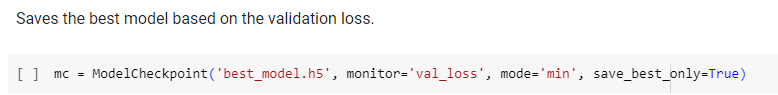 Saves the best model based on the validation loss.
[ ] mc = ModelCheckpoint('best_model.h5', monitor='val_loss', mode='min', save_best_only=True)